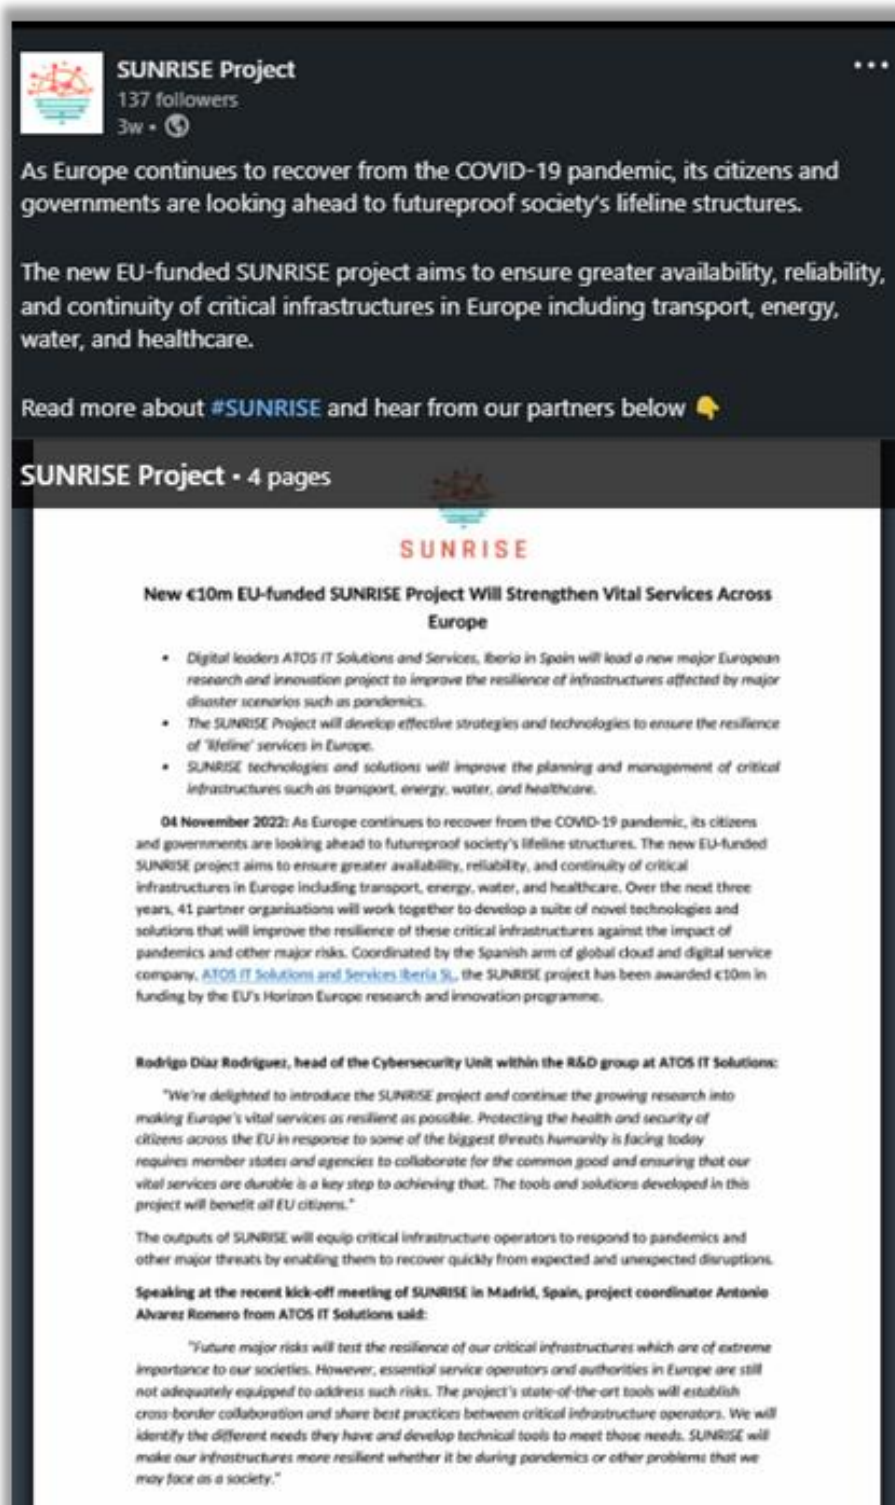 SUNRISE Project
137 followers
3w •
As Europe continues to recover from the COVID-19 pandemic, its citizens and
governments are looking ahead to futureproof society's lifeline structures.
The new EU-funded SUNRISE project aims to ensure greater availability, reliability,
and continuity of critical infrastructures in Europe including transport, energy,
water, and healthcare.
Read more about #SUNRISE and hear from our partners below 👇
SUNRISE Project • 4 pages
SUNRISE
New €10m EU-funded SUNRISE Project Will Strengthen Vital Services Across
Europe
• Digital leaders ATOS IT Solutions and Services, Iberia in Spain will lead a new major European
research and innovation project to improve the resilience of infrastructures affected by major
disaster scenarios such as pandemics.
• The SUNRISE Project will develop effective strategies and technologies to ensure the resilience
of 'lifeline' services in Europe.
• SUNRISE technologies and solutions will improve the planning and management of critical
infrastructures such as transport, energy, water, and healthcare.
04 November 2022: As Europe continues to recover from the COVID-19 pandemic, its citizens
and governments are looking ahead to futureproof society's lifeline structures. The new EU-funded
SUNRISE project aims to ensure greater availability, reliability, and continuity of critical
infrastructures in Europe including transport, energy, water, and healthcare. Over the next three
years, 41 partner organisations will work together to develop a suite of novel technologies and
solutions that will improve the resilience of these critical infrastructures against the impact of
pandemics and other major risks. Coordinated by the Spanish arm of global cloud and digital service
company, ATOS IT Solutions and Services Iberia SL, the SUNRISE project has been awarded €10m in
funding by the EU's Horizon Europe research and innovation programme.
Rodrigo Díaz Rodríguez, head of the Cybersecurity Unit within the R&D group at ATOS IT Solutions:
"We're delighted to introduce the SUNRISE project and continue the growing research into
making Europe's vital services as resilient as possible. Protecting the health and security of
citizens across the EU in response to some of the biggest threats humanity is facing today
requires member states and agencies to collaborate for the common good and ensuring that our
vital services are durable is a key step to achieving that. The tools and solutions developed in this
project will benefit all EU citizens."
The outputs of SUNRISE will equip critical infrastructure operators to respond to pandemics and
other major threats by enabling them to recover quickly from expected and unexpected disruptions.
Speaking at the recent kick-off meeting of SUNRISE in Madrid, Spain, project coordinator Antonio
Alvarez Romero from ATOS IT Solutions said:
"Future major risks will test the resilience of our critical infrastructures which are of extreme
importance to our societies. However, essential service operators and authorities in Europe are still
not adequately equipped to address such risks. The project's state-of-the-art tools will establish
cross-border collaboration and share best practices between critical infrastructure operators. We will
identify the different needs they have and develop technical tools to meet those needs. SUNRISE will
make our infrastructures more resilient whether it be during pandemics or other problems that we
may face as a society."